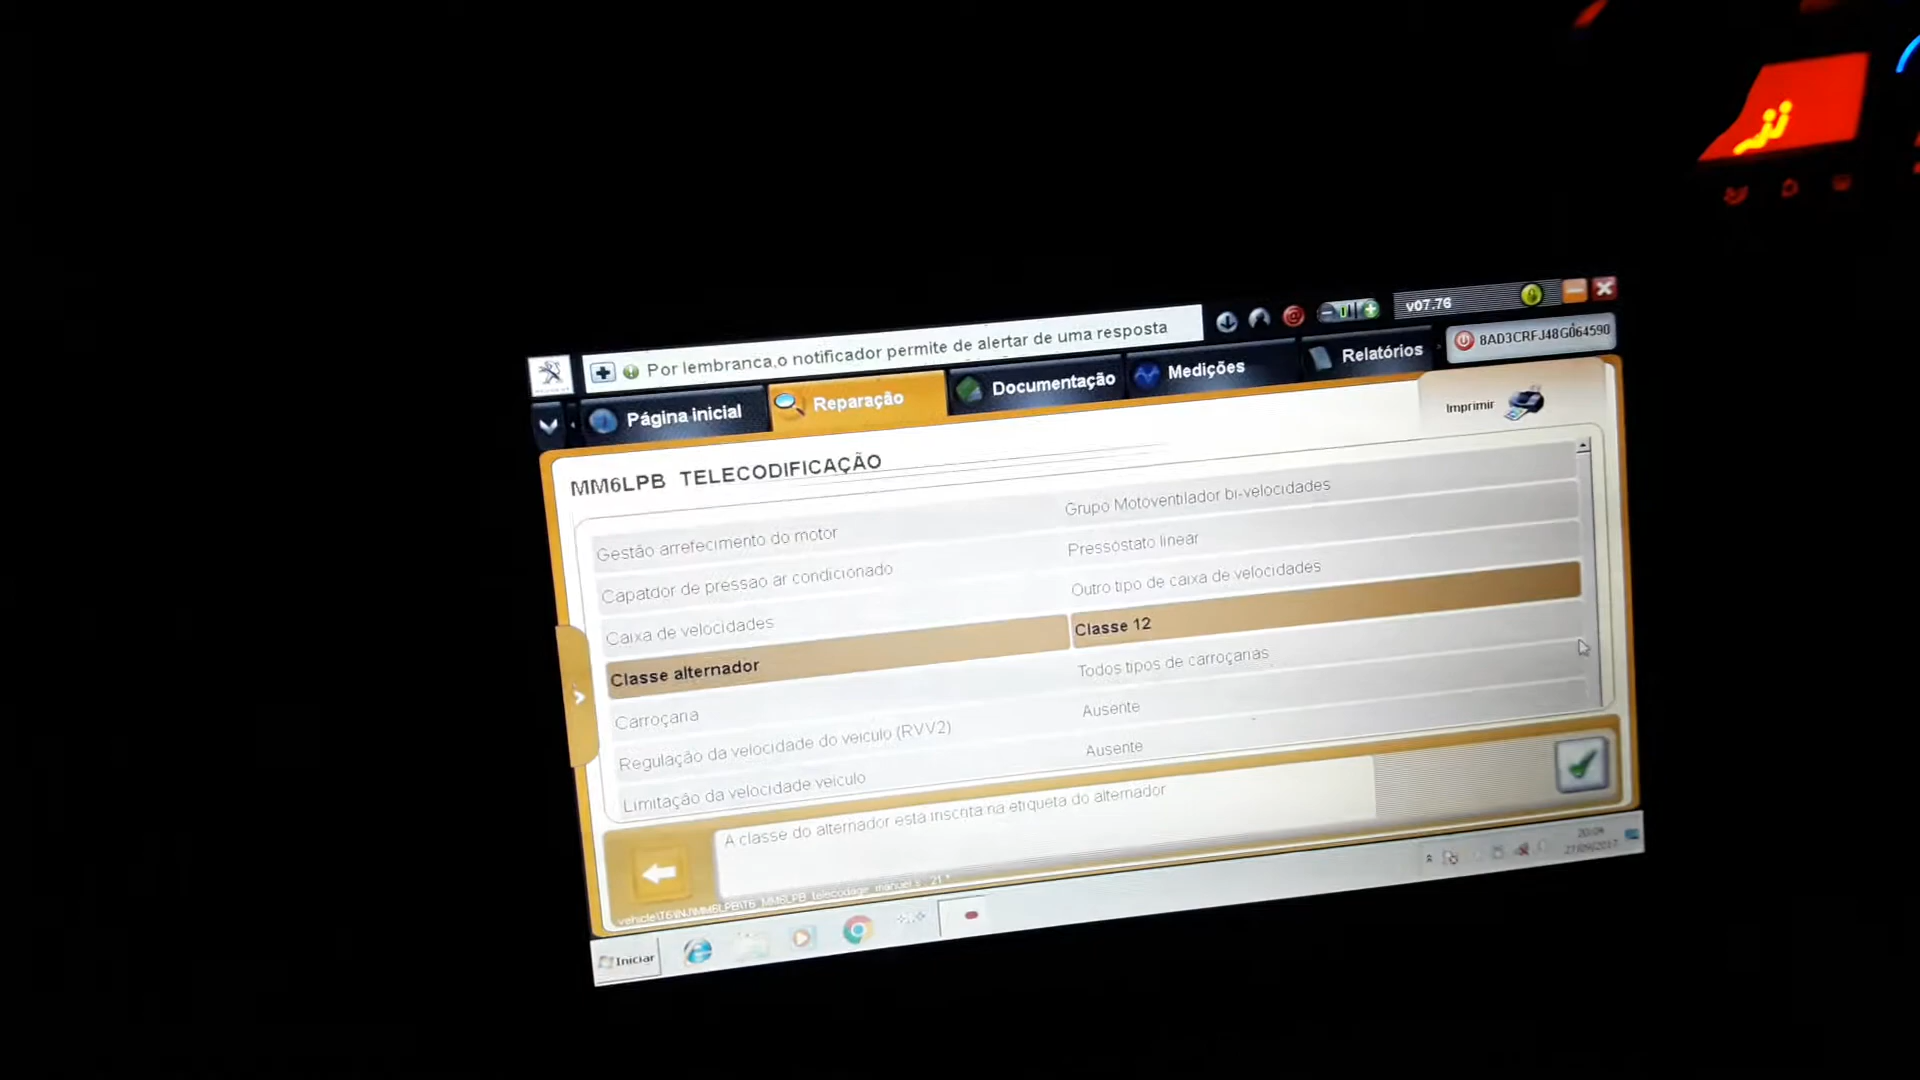 Por lembranca,o notificador permite de alertar de uma resposta
v07.76
8AD3CRFJ48G064590
Página inicial
Reparação
Documentação
Medições
Relatórios
Imprimir
MM6LPB TELECODIFICAÇÃO
Gestão arrefecimento do motor
Grupo Motoventilador bi-velocidades
Capatdor de pressao ar condicionado
Pressóstato linear
Caixa de velocidades
Outro tipo de caixa de velocidades
Classe alternador
Classe 12
Carroçaria
Todos tipos de carroçarias
Regulação da velocidade do veiculo (RVV2)
Ausente
Limitação da velocidade veiculo
Ausente
A classe do alternador está inscrita na etiqueta do alternador
Iniciar